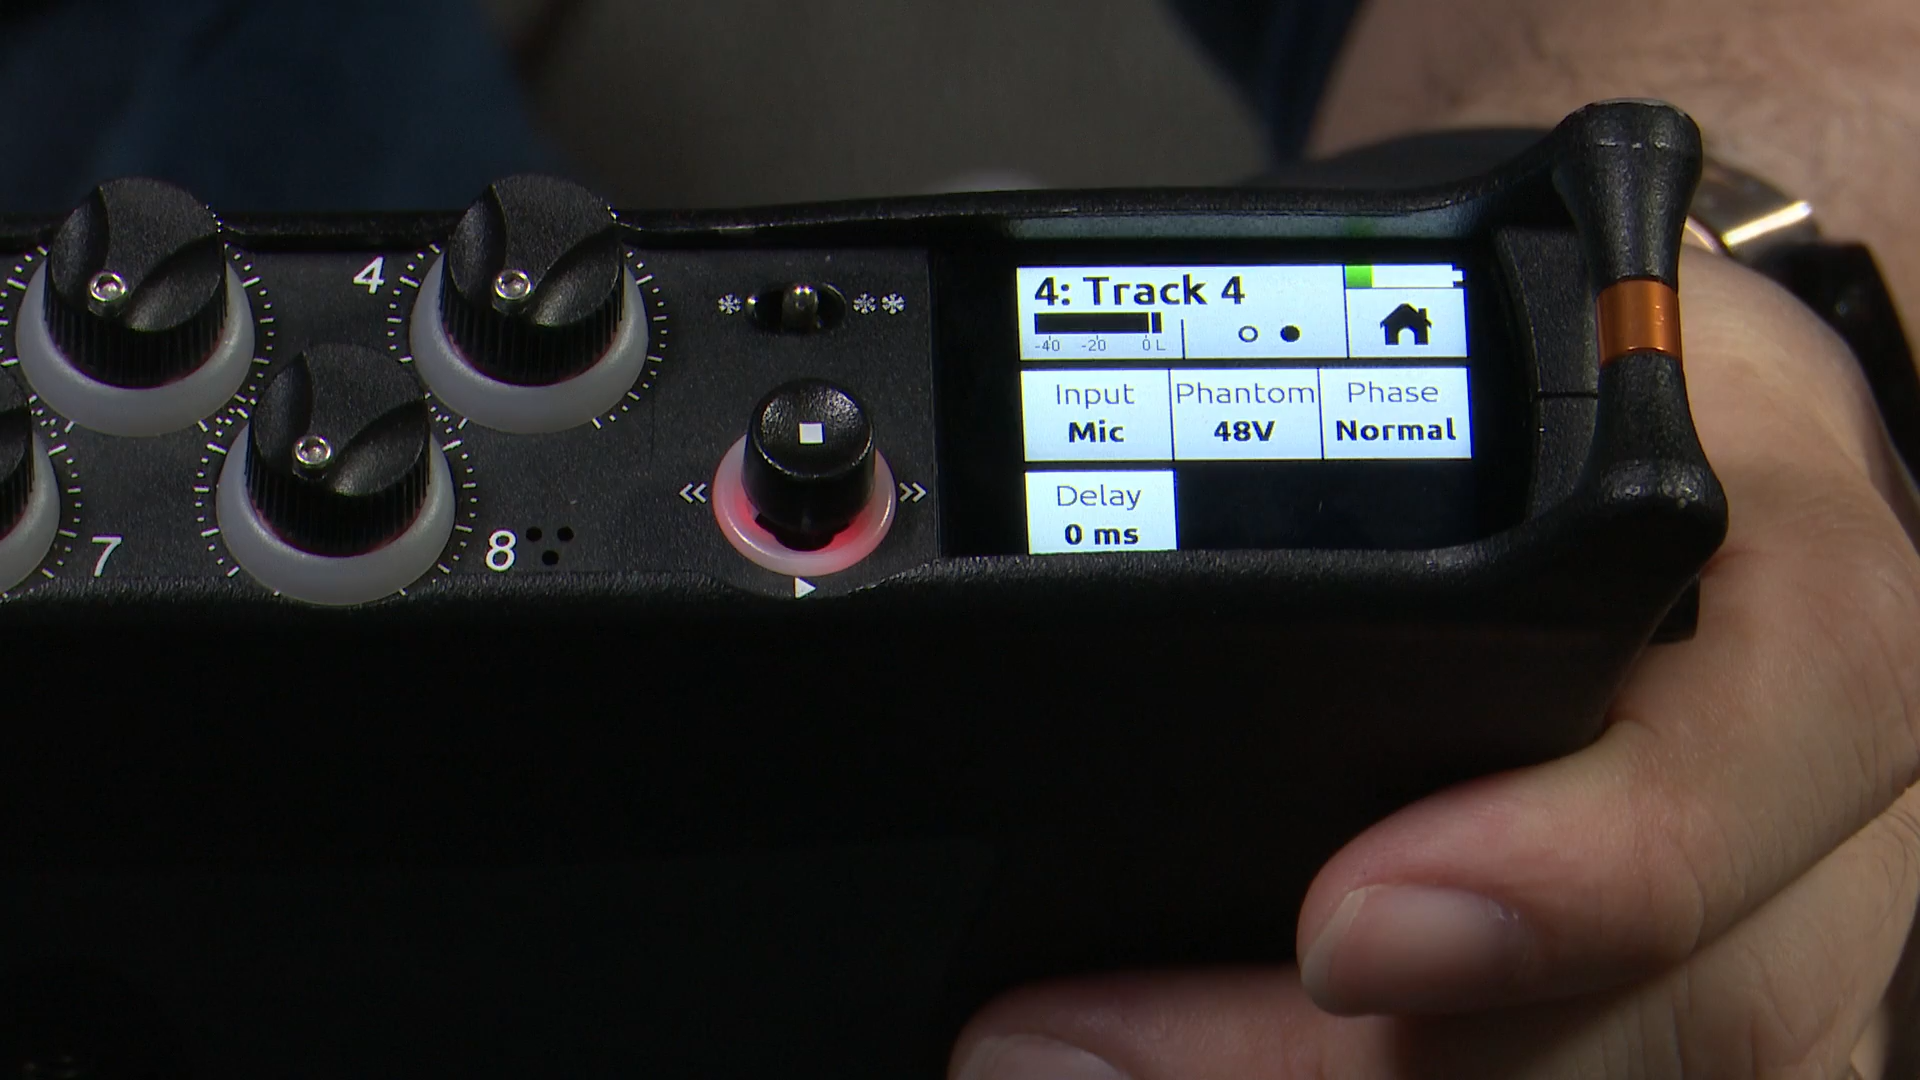 4
4: Track 4
-40 -20 0 L
Input
Mic
Phantom
48V
Phase
Normal
Delay
0 ms
7
8